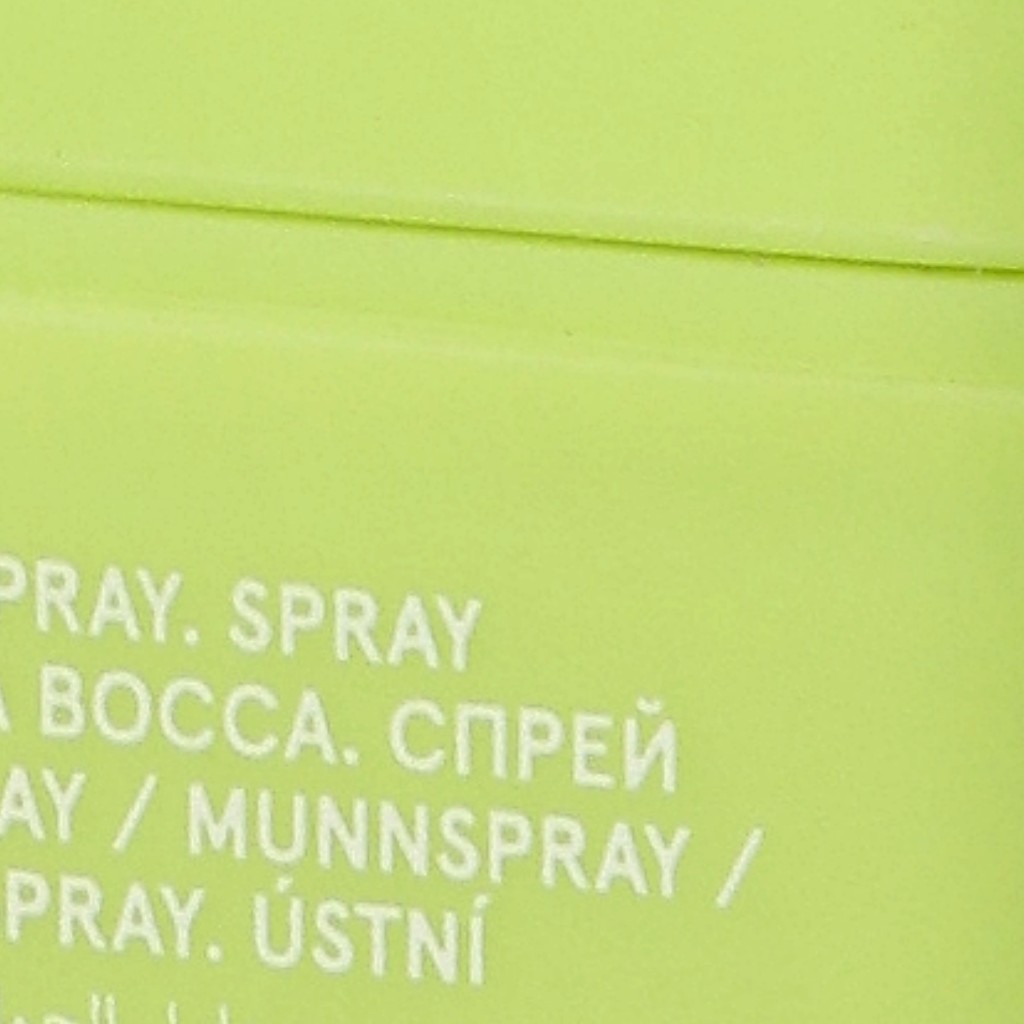 PRAY. SPRAY
A BOCCA. СПРЕЙ
AY / MUNNSPRAY /
PRAY. ÚSTNÍ